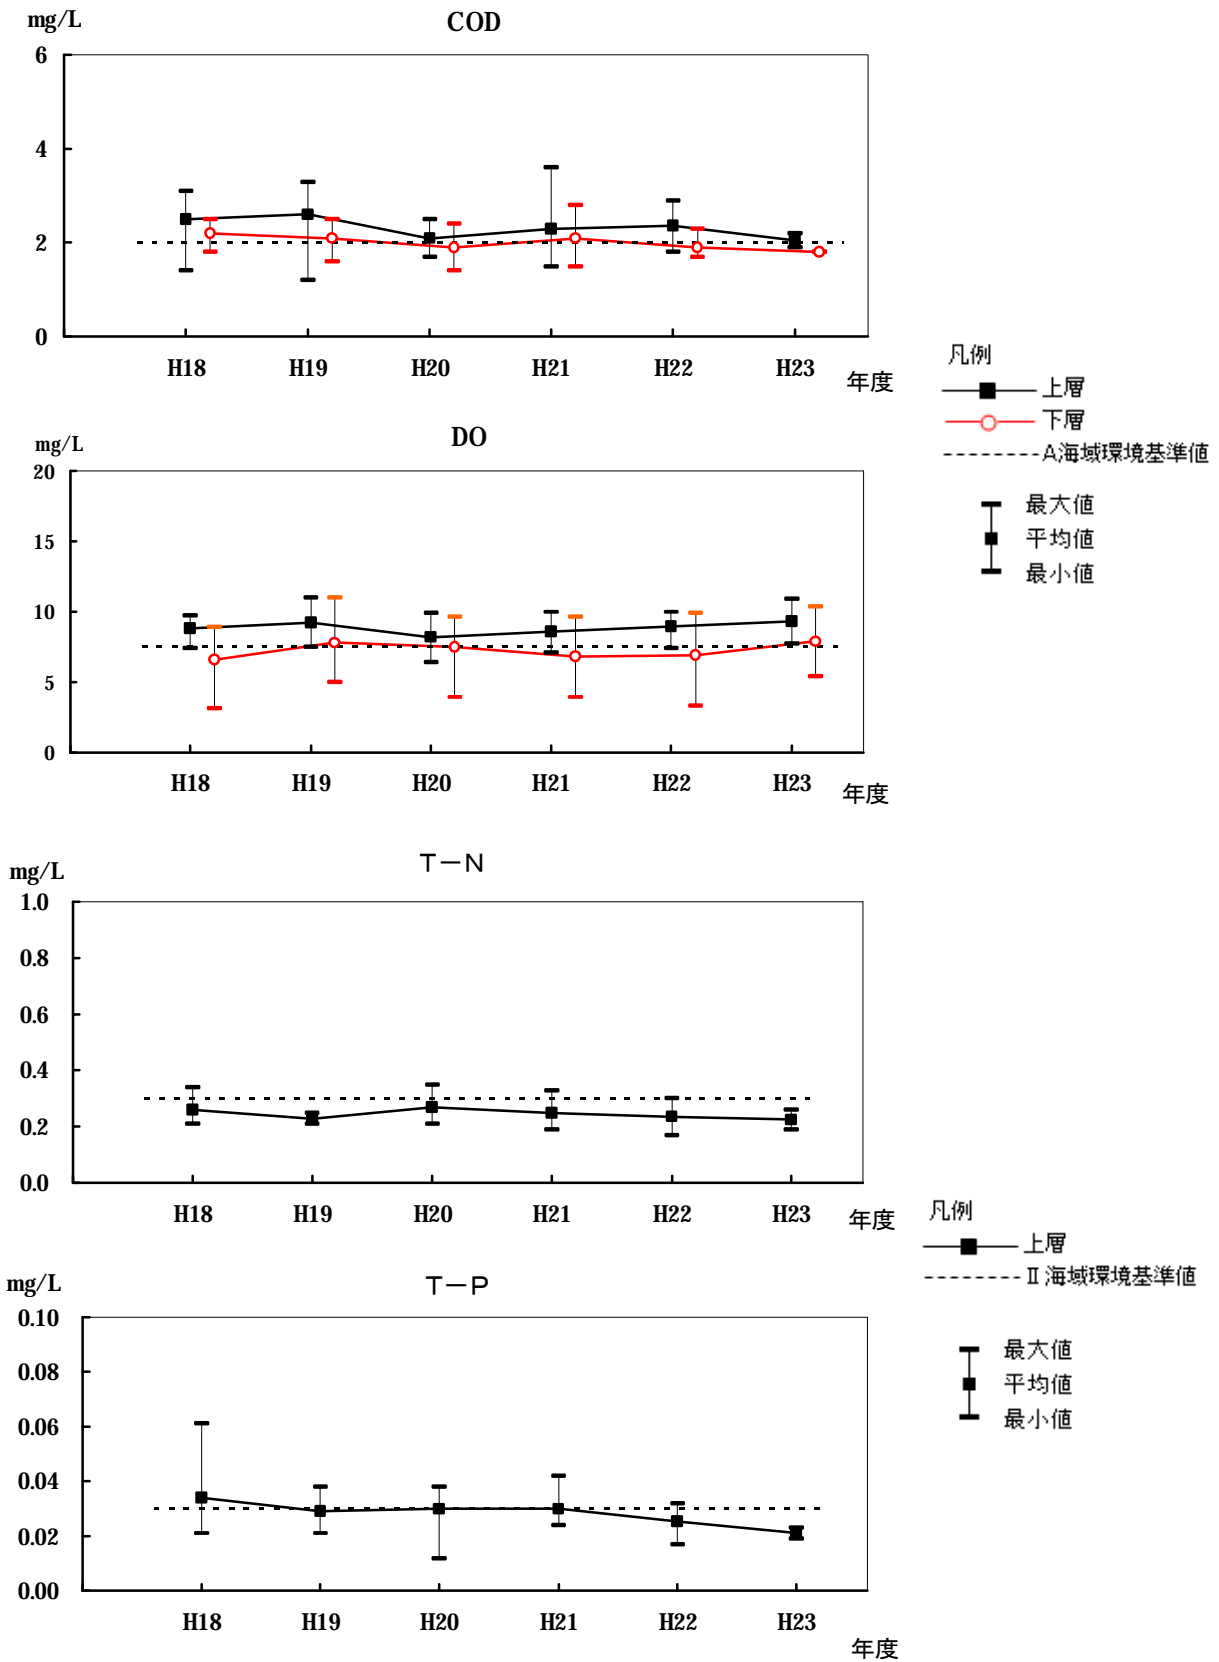 mg/L
COD
6
4
2
0
H18 H19 H20 H21 H22 H23
年度
凡例
上層
下層
A海域環境基準値
最大値
平均値
最小値
mg/L
DO
20
15
10
5
0
H18 H19 H20 H21 H22 H23
年度
T－N
mg/L
1.0
0.8
0.6
0.4
0.2
0.0
H18 H19 H20 H21 H22 H23
年度
凡例
上層
Ⅱ海域環境基準値
最大値
平均値
最小値
mg/L
T－P
0.10
0.08
0.06
0.04
0.02
0.00
H18 H19 H20 H21 H22 H23
年度